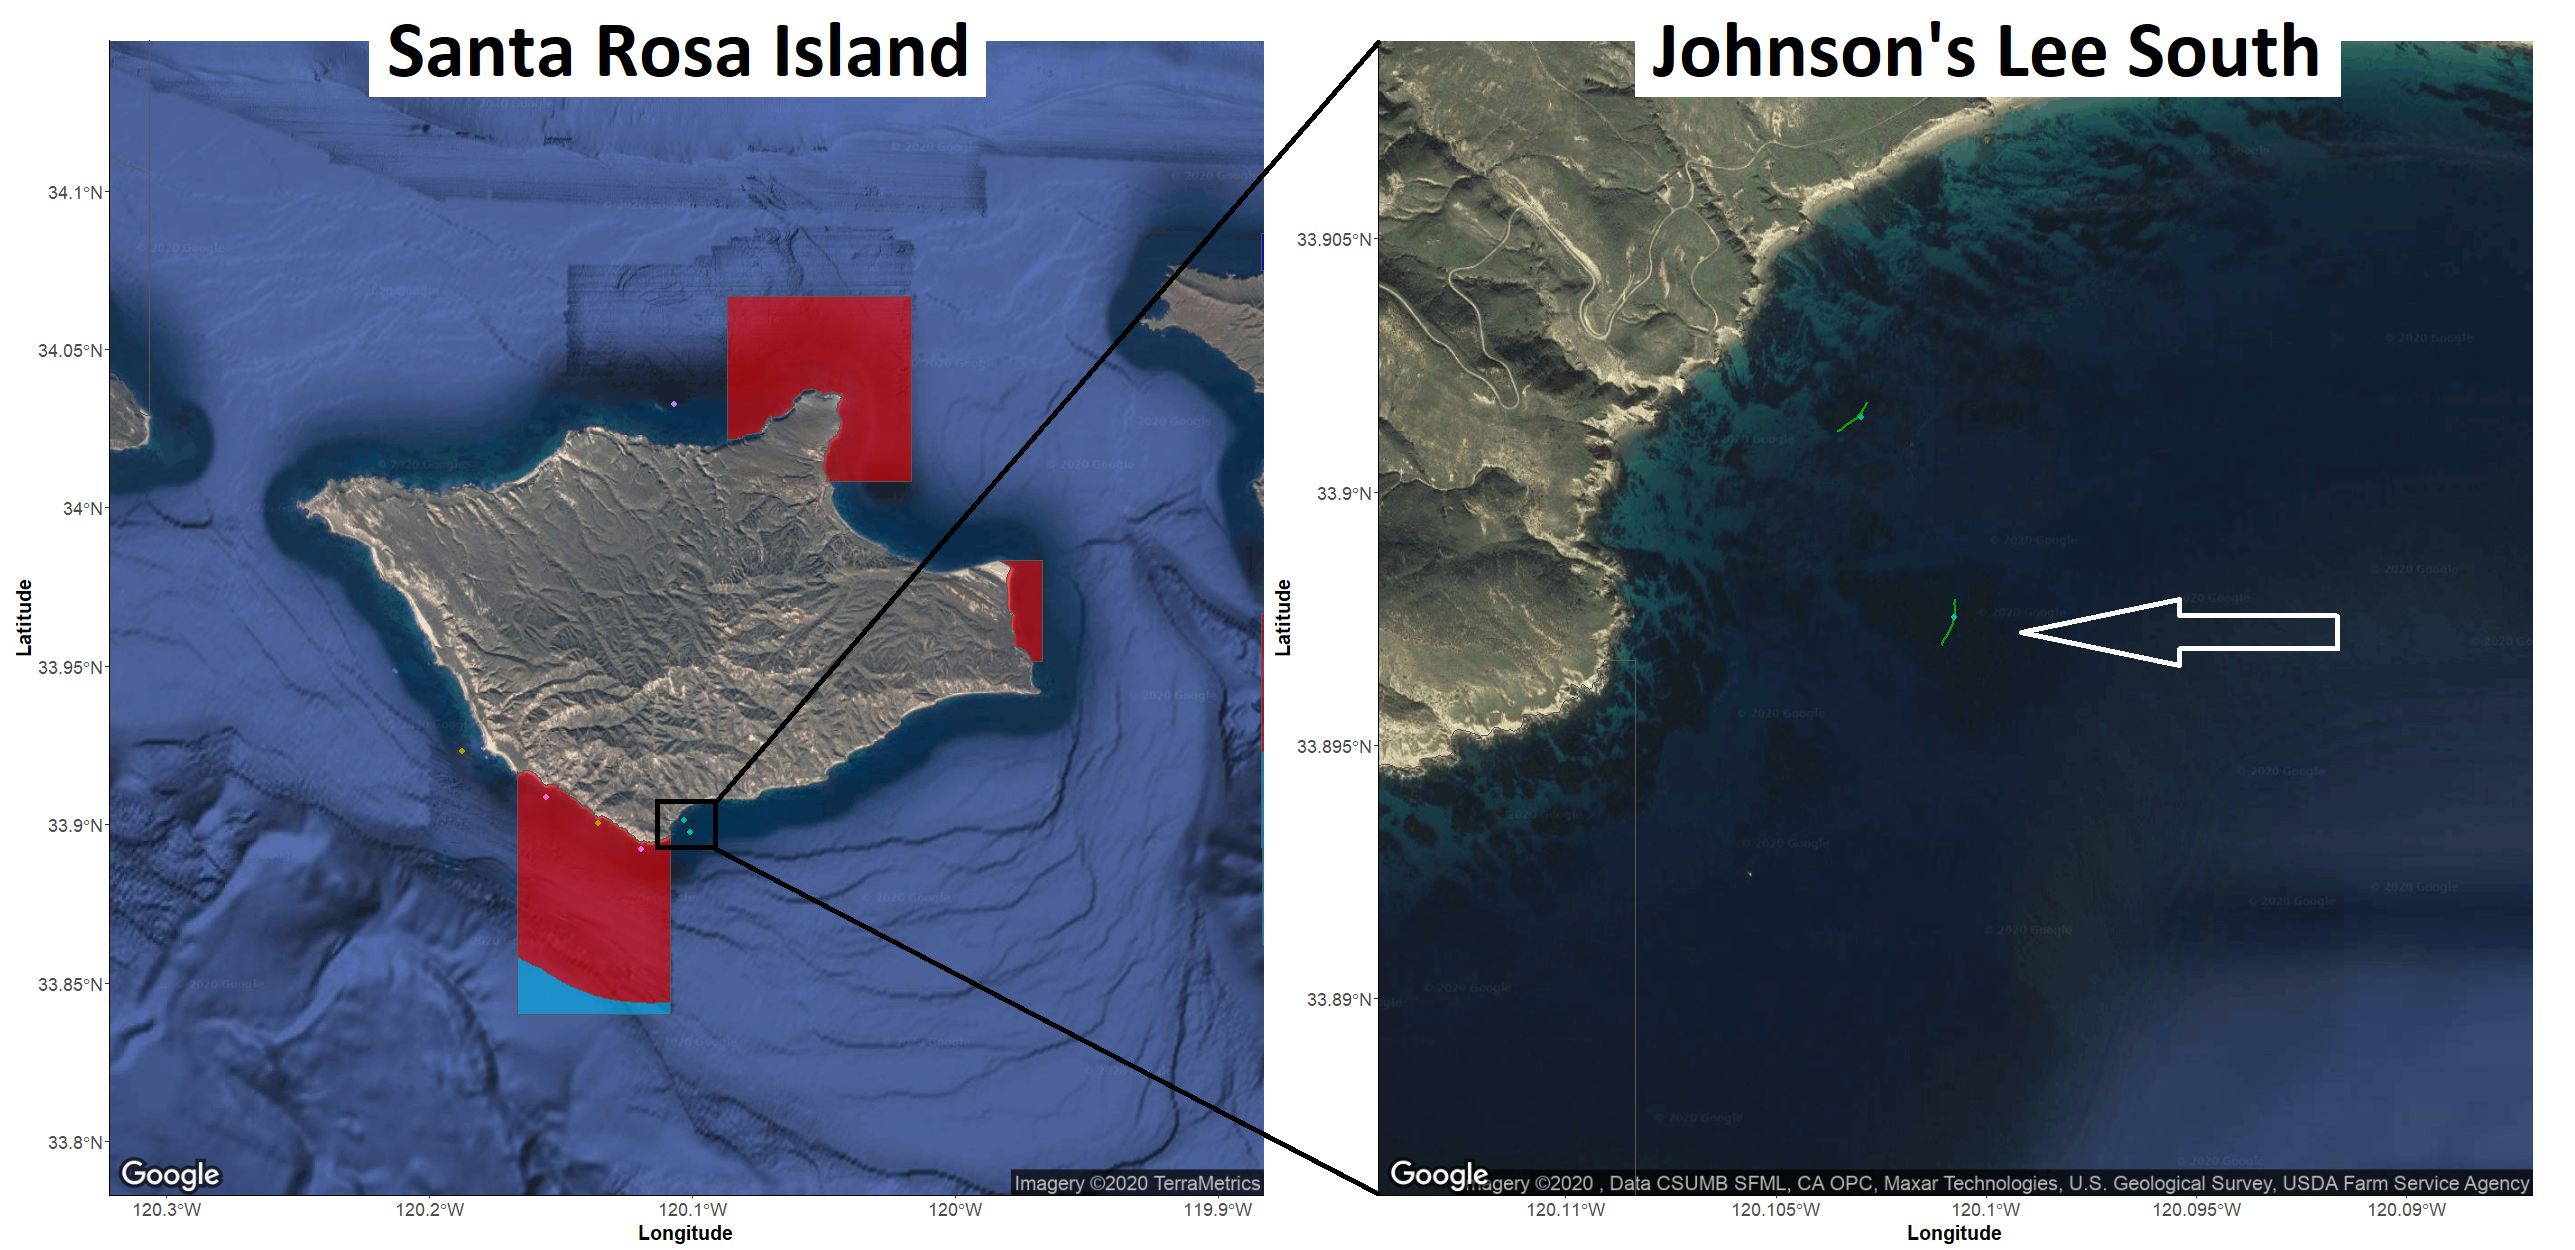 Santa Rosa Island
Johnson's Lee South
Latitude
34.1°N
34.05°N
34°N
33.95°N
33.9°N
33.85°N
33.8°N
120.3°W
120.2°W
120.1°W
120°W
119.9°W
Longitude
Google
Imagery ©2020 TerraMetrics
Latitude
33.905°N
33.9°N
33.895°N
33.89°N
120.11°W
120.105°W
120.1°W
120.095°W
120.09°W
Longitude
Google
Imagery ©2020 , Data CSUMB SFML, CA OPC, Maxar Technologies, U.S. Geological Survey, USDA Farm Service Agency
© 2020 Google